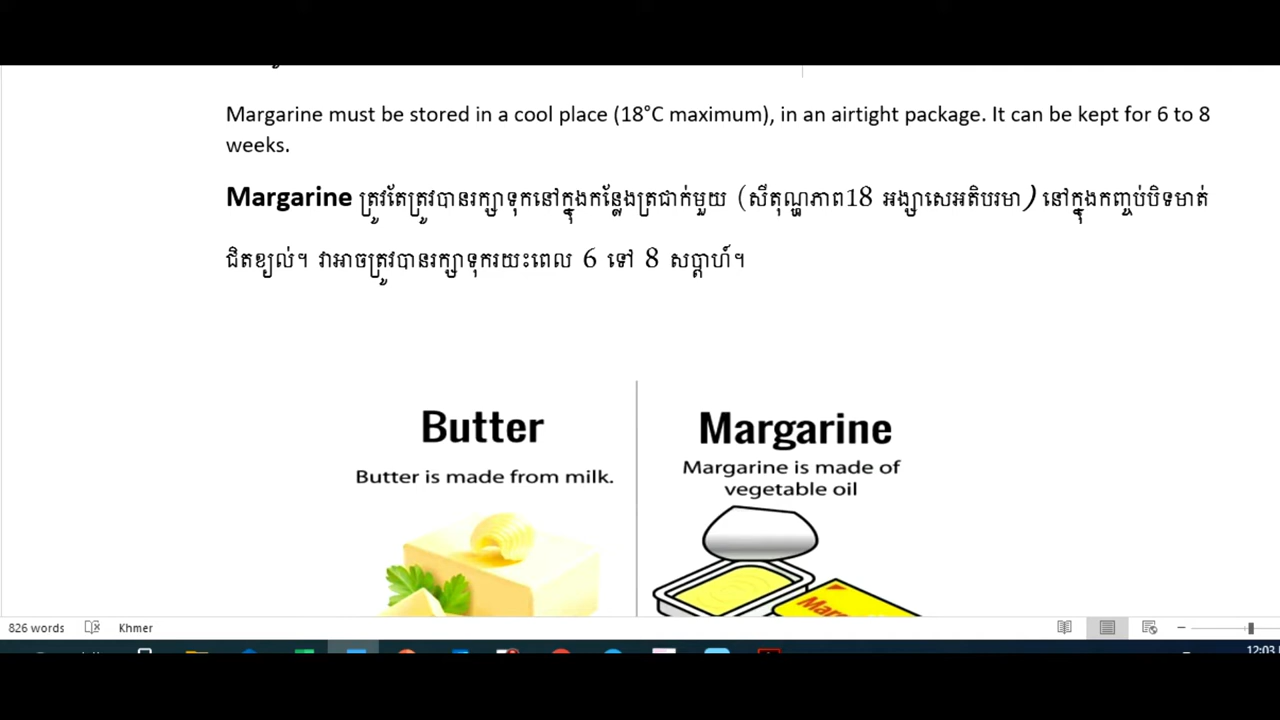 Margarine must be stored in a cool place (18°C maximum), in an airtight package. It can be kept for 6 to 8
weeks.
Margarine ត្រូវតែត្រូវបានរក្សាទុកនៅក្នុងកន្លែងត្រជាក់មួយ (សីតុណ្ហភាព18 អង្សាសេអតិបរមា) នៅក្នុងកញ្ចប់បិទមាត់
ជិតខ្យល់។ វាអាចត្រូវបានរក្សាទុករយះពេល 6 ទៅ 8 សប្តាហ៍។
Butter
Butter is made from milk.
Margarine
Margarine is made of
vegetable oil
826 words Khmer